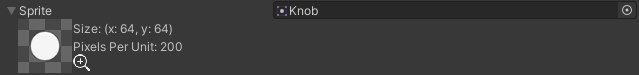 Sprite
Knob
Size: (x: 64, y: 64)
Pixels Per Unit: 200